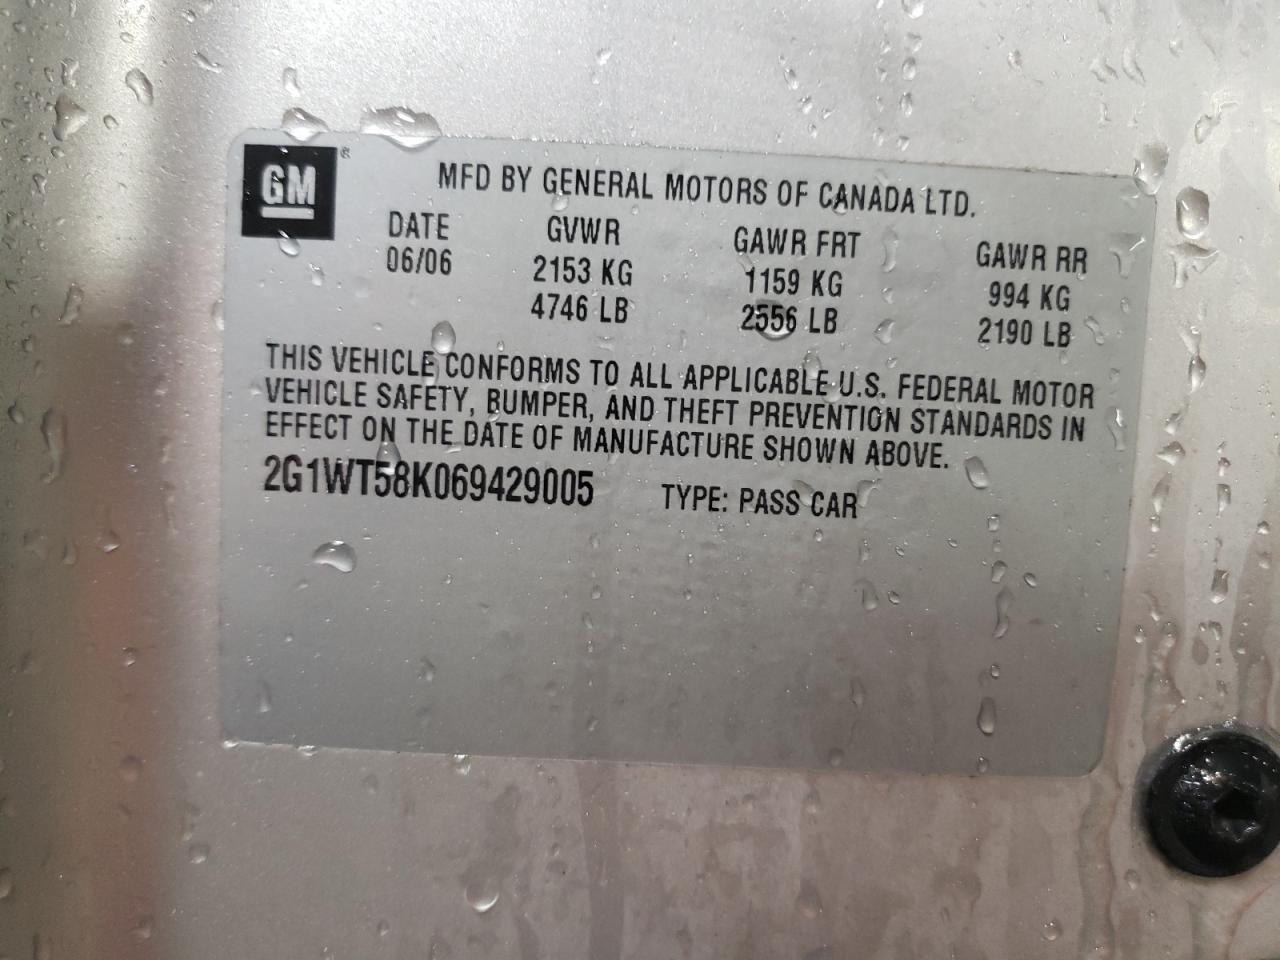 GM ®
MFD BY GENERAL MOTORS OF CANADA LTD.
DATE GVWR GAWR FRT GAWR RR
06/06 2153 KG 1159 KG 994 KG
4746 LB 2556 LB 2190 LB
THIS VEHICLE CONFORMS TO ALL APPLICABLE U.S. FEDERAL MOTOR
VEHICLE SAFETY, BUMPER, AND THEFT PREVENTION STANDARDS IN
EFFECT ON THE DATE OF MANUFACTURE SHOWN ABOVE.
2G1WT58K069429005 TYPE: PASS CAR